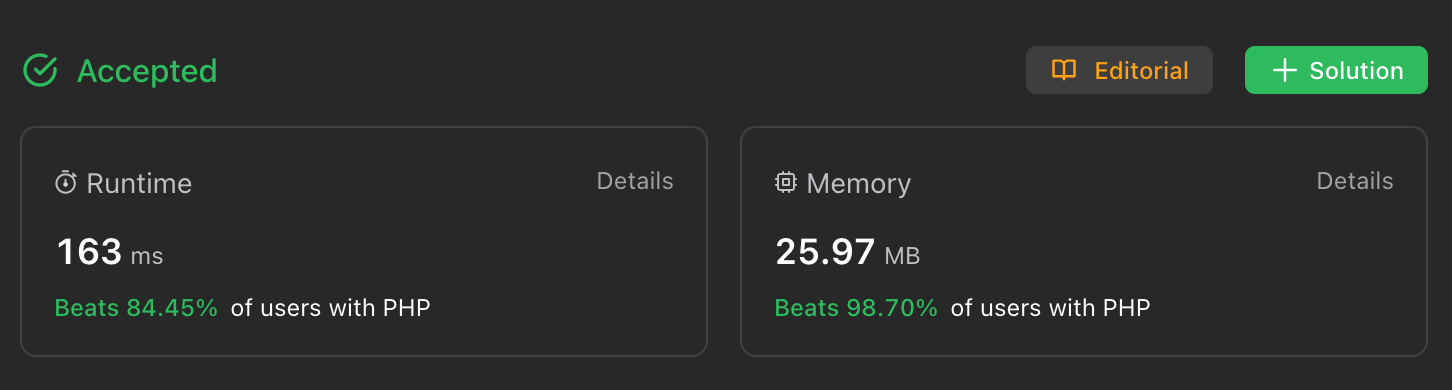 Accepted
Editorial
Solution
Runtime
Details
163 ms
Beats 84.45% of users with PHP
Memory
Details
25.97 MB
Beats 98.70% of users with PHP